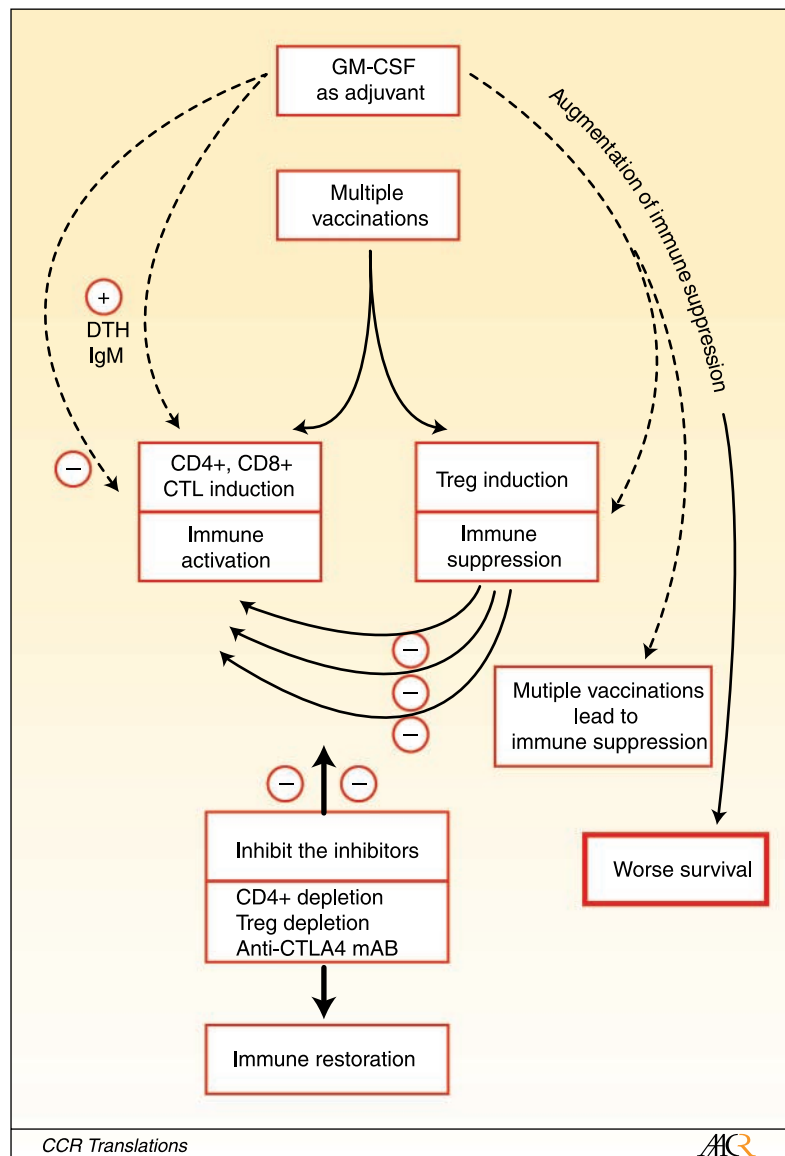 GM-CSF
as adjuvant
Augmentation of immune suppression
Multiple
vaccinations
+
DTH
IgM
−
CD4+, CD8+
CTL induction
Immune
activation
Treg induction
Immune
suppression
−
−
−
Mutiple vaccinations
lead to
immune suppression
− −
Inhibit the inhibitors
CD4+ depletion
Treg depletion
Anti-CTLA4 mAB
Worse survival
Immune restoration
CCR Translations
AACR